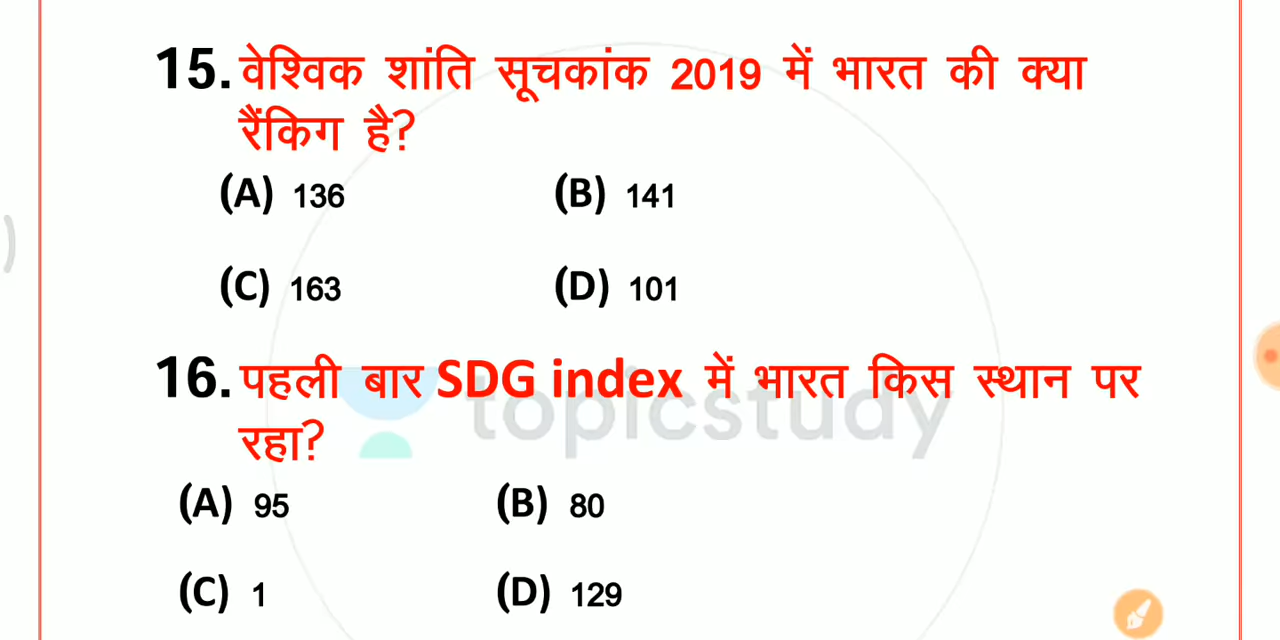 15. वेश्विक शांति सूचकांक 2019 में भारत की क्या
रैंकिग है?
(A) 136 (B) 141
(C) 163 (D) 101
16. पहली बार SDG index में भारत किस स्थान पर
रहा?
topicstudy
(A) 95 (B) 80
(C) 1 (D) 129